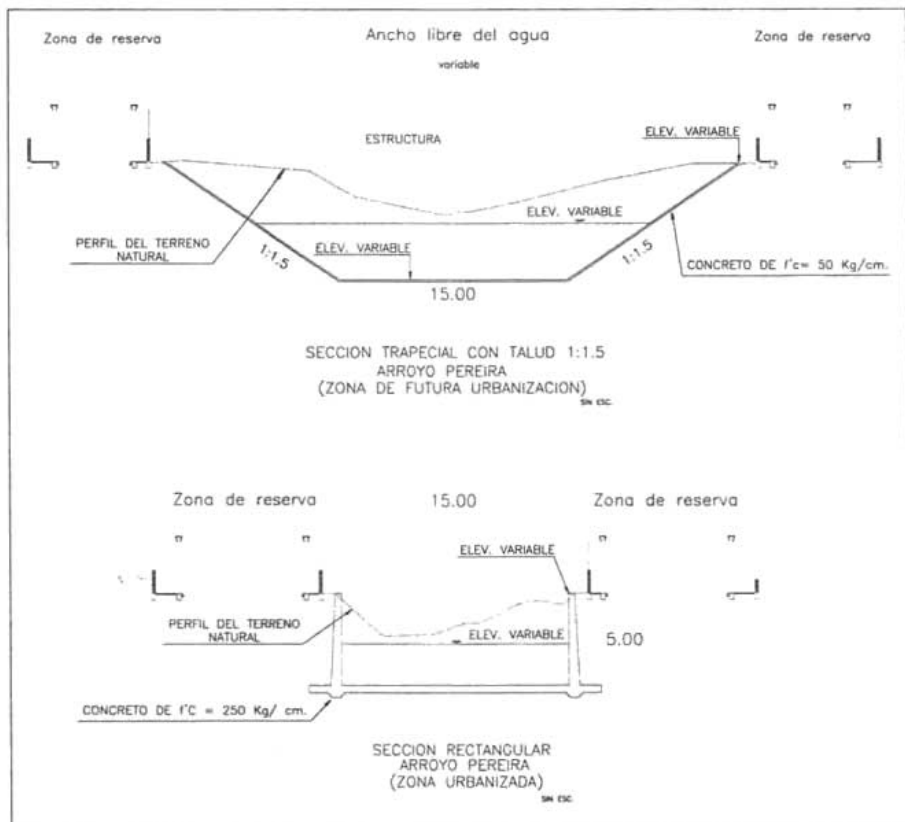 Zona de reserva
Ancho libre del agua
Zona de reserva
variable
ESTRUCTURA
ELEV. VARIABLE
ELEV. VARIABLE
PERFIL DEL TERRENO
NATURAL
ELEV. VARIABLE
1:1.5
1:1.5
CONCRETO DE f'c= 50 Kg/cm.
15.00
SECCION TRAPECIAL CON TALUD 1:1.5
ARROYO PEREIRA
(ZONA DE FUTURA URBANIZACION)
SIN ESC.
Zona de reserva
15.00
Zona de reserva
ELEV. VARIABLE
PERFIL DEL TERRENO
NATURAL
ELEV. VARIABLE
5.00
CONCRETO DE f'C = 250 Kg/ cm.
SECCION RECTANGULAR
ARROYO PEREIRA
(ZONA URBANIZADA)
SIN ESC.